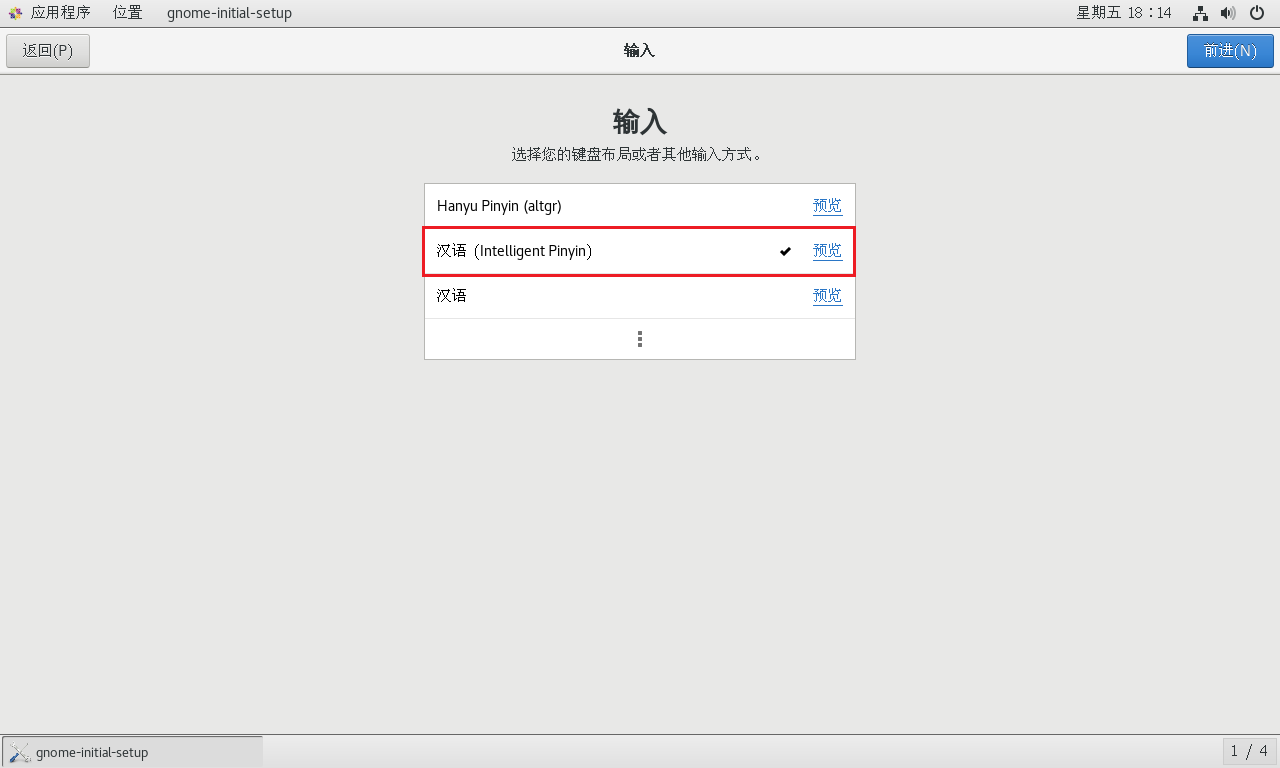 应用程序 位置 gnome-initial-setup 星期五 18:14
返回(P) 输入 前进(N)
输入
选择您的键盘布局或者其他输入方式。
Hanyu Pinyin (altgr) 预览
汉语 (Intelligent Pinyin) 预览
汉语 预览
gnome-initial-setup 1 / 4